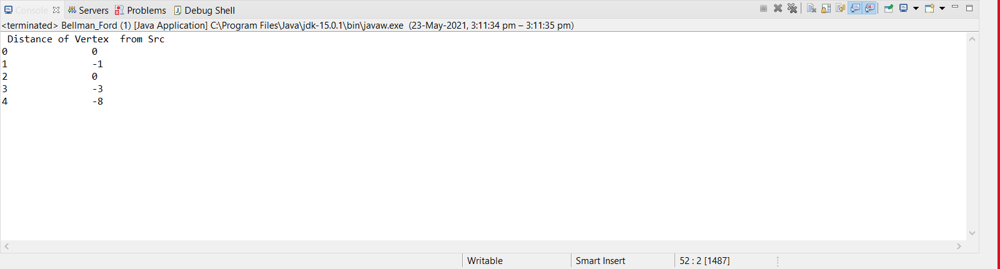 Console Servers Problems Debug Shell
<terminated> Bellman_Ford (1) [Java Application] C:\Program Files\Java\jdk-15.0.1\bin\javaw.exe (23-May-2021, 3:11:34 pm – 3:11:35 pm)
Distance of Vertex  from Src
0               0
1               -1
2               0
3               -3
4               -8
Writable Smart Insert 52 : 2 [1487]